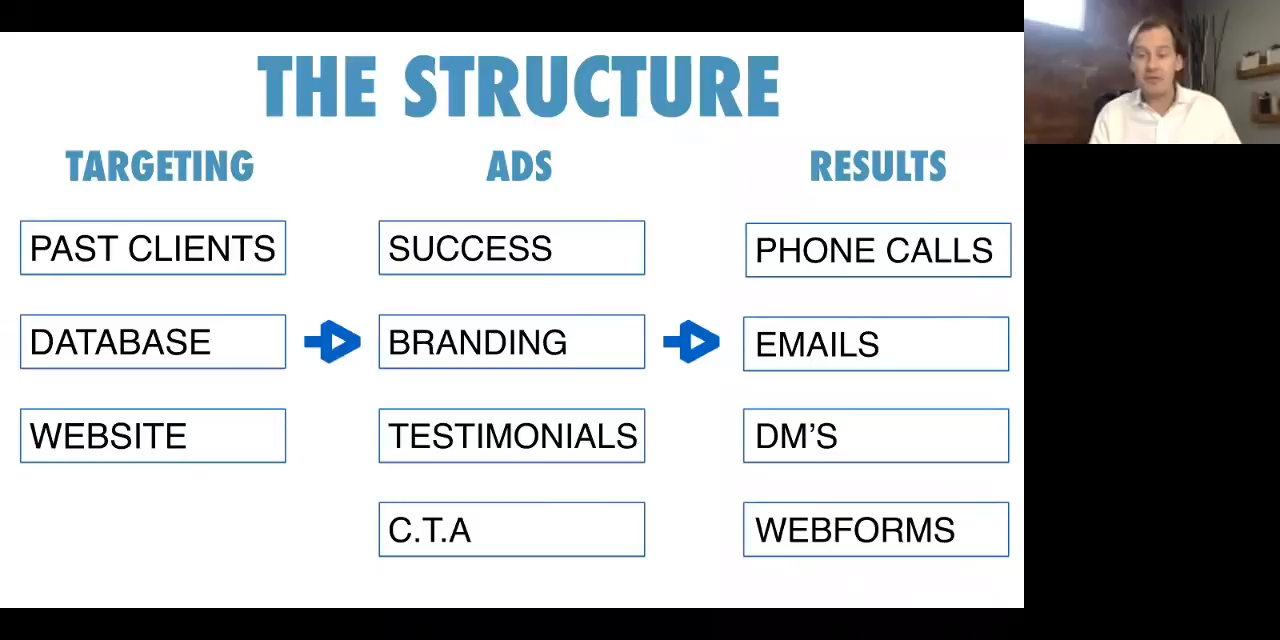 THE STRUCTURE
TARGETING
PAST CLIENTS
DATABASE
WEBSITE
ADS
SUCCESS
BRANDING
TESTIMONIALS
C.T.A
RESULTS
PHONE CALLS
EMAILS
DM’S
WEBFORMS